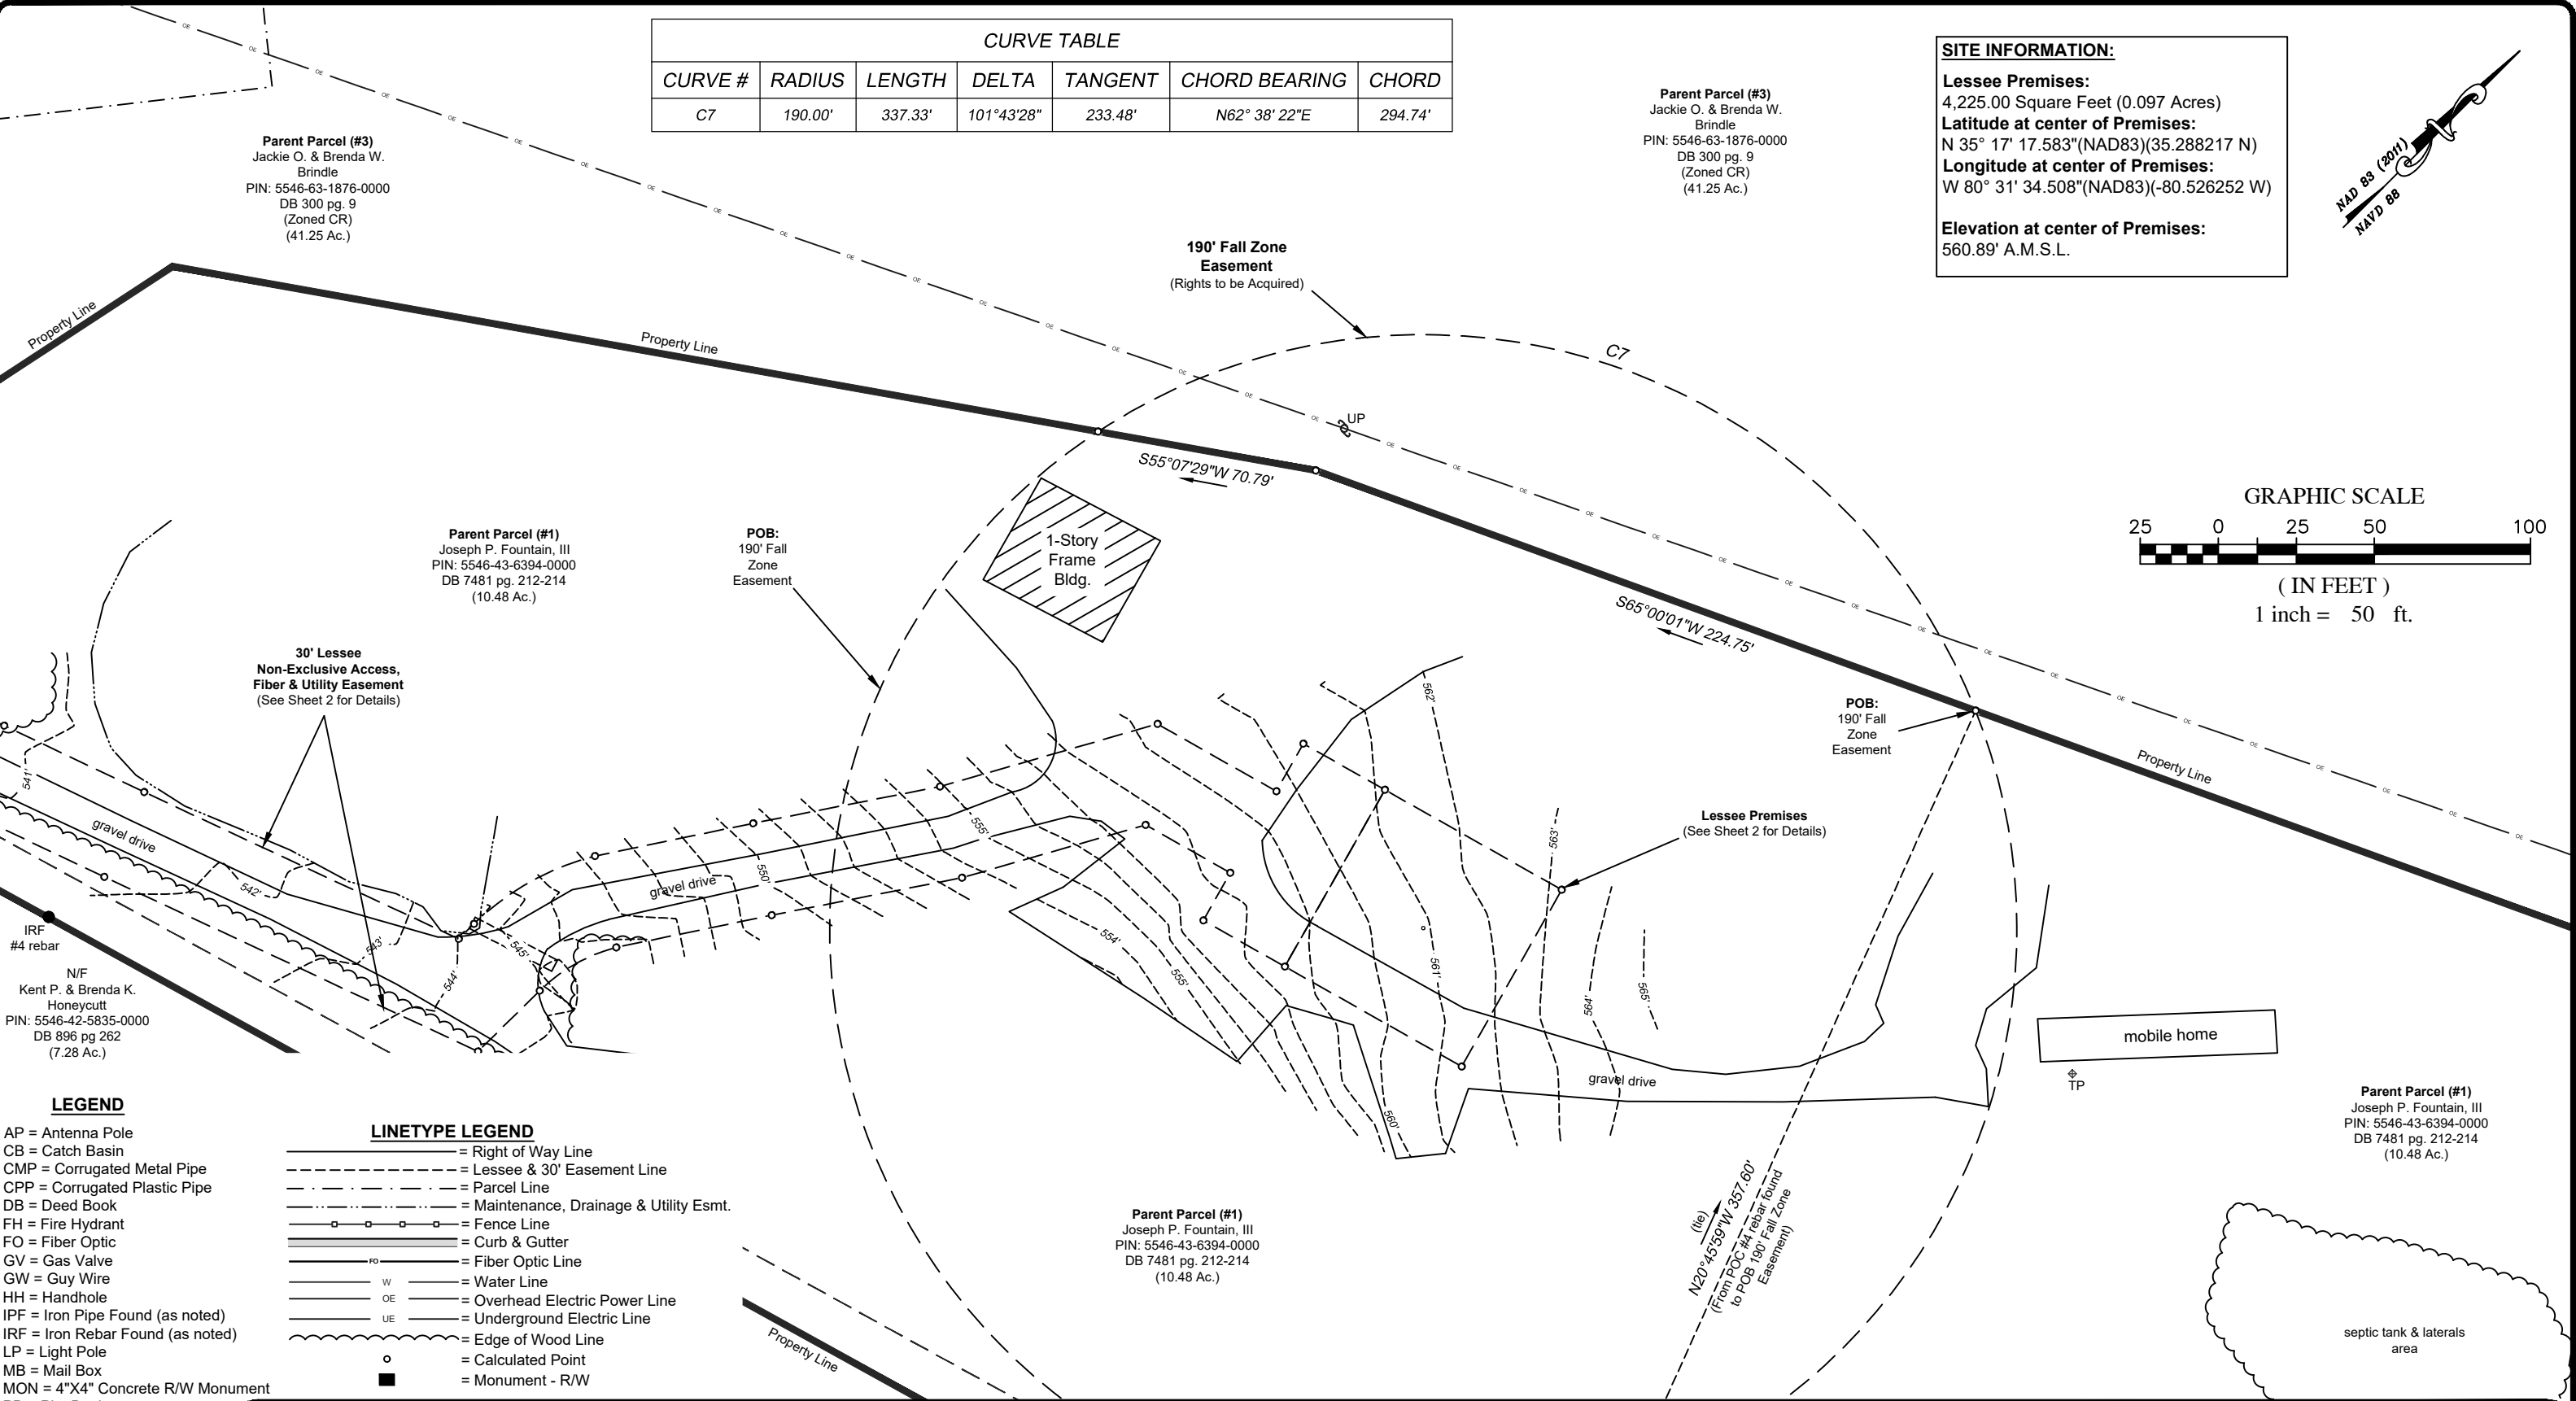 CURVE TABLE
CURVE # RADIUS LENGTH DELTA TANGENT CHORD BEARING CHORD
C7 190.00' 337.33' 101°43'28" 233.48' N62° 38' 22"E 294.74'
SITE INFORMATION:
Lessee Premises:
4,225.00 Square Feet (0.097 Acres)
Latitude at center of Premises:
N 35° 17' 17.583"(NAD83)(35.288217 N)
Longitude at center of Premises:
W 80° 31' 34.508"(NAD83)(-80.526252 W)
Elevation at center of Premises:
560.89' A.M.S.L.
NAD 83 (2011)
NAVD 88
Parent Parcel (#3)
Jackie O. & Brenda W.
Brindle
PIN: 5546-63-1876-0000
DB 300 pg. 9
(Zoned CR)
(41.25 Ac.)
Parent Parcel (#3)
Jackie O. & Brenda W.
Brindle
PIN: 5546-63-1876-0000
DB 300 pg. 9
(Zoned CR)
(41.25 Ac.)
190' Fall Zone
Easement
(Rights to be Acquired)
Property Line
Property Line
C7
UP
S55°07'29"W 70.79'
GRAPHIC SCALE
25 0 25 50 100
( IN FEET )
1 inch = 50 ft.
Parent Parcel (#1)
Joseph P. Fountain, III
PIN: 5546-43-6394-0000
DB 7481 pg. 212-214
(10.48 Ac.)
POB:
190' Fall
Zone
Easement
1-Story
Frame
Bldg.
S65°00'01"W 224.75'
30' Lessee
Non-Exclusive Access,
Fiber & Utility Easement
(See Sheet 2 for Details)
POB:
190' Fall
Zone
Easement
Property Line
562'
541'
Lessee Premises
(See Sheet 2 for Details)
gravel drive
555'
563'
550'
542'
gravel drive
IRF
#4 rebar
543'
545'
544'
554'
555'
561'
564'
565'
N/F
Kent P. & Brenda K.
Honeycutt
PIN: 5546-42-5835-0000
DB 896 pg 262
(7.28 Ac.)
mobile home
TP
gravel drive
560'
Parent Parcel (#1)
Joseph P. Fountain, III
PIN: 5546-43-6394-0000
DB 7481 pg. 212-214
(10.48 Ac.)
LEGEND
AP = Antenna Pole
CB = Catch Basin
CMP = Corrugated Metal Pipe
CPP = Corrugated Plastic Pipe
DB = Deed Book
FH = Fire Hydrant
FO = Fiber Optic
GV = Gas Valve
GW = Guy Wire
HH = Handhole
IPF = Iron Pipe Found (as noted)
IRF = Iron Rebar Found (as noted)
LP = Light Pole
MB = Mail Box
MON = 4"X4" Concrete R/W Monument
LINETYPE LEGEND
= Right of Way Line
= Lessee & 30' Easement Line
= Parcel Line
= Maintenance, Drainage & Utility Esmt.
= Fence Line
= Curb & Gutter
FO = Fiber Optic Line
W = Water Line
OE = Overhead Electric Power Line
UE = Underground Electric Line
= Edge of Wood Line
= Calculated Point
= Monument - R/W
Property Line
Parent Parcel (#1)
Joseph P. Fountain, III
PIN: 5546-43-6394-0000
DB 7481 pg. 212-214
(10.48 Ac.)
(tie)
N20°45'59"W 357.60'
(From POC #4 rebar found
to POB 190' Fall Zone
Easement)
septic tank & laterals
area